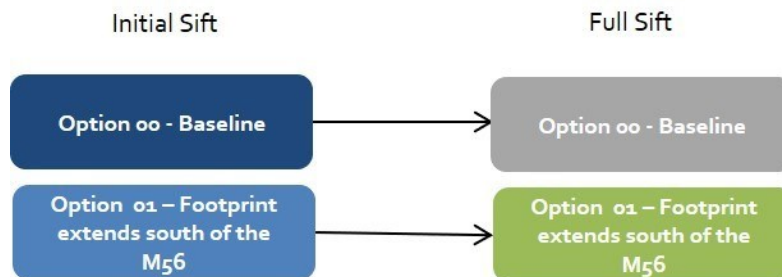 Initial Sift
Full Sift
Option 00 - Baseline
Option 00 - Baseline
Option 01 – Footprint
extends south of the
M56
Option 01 – Footprint
extends south of the
M56